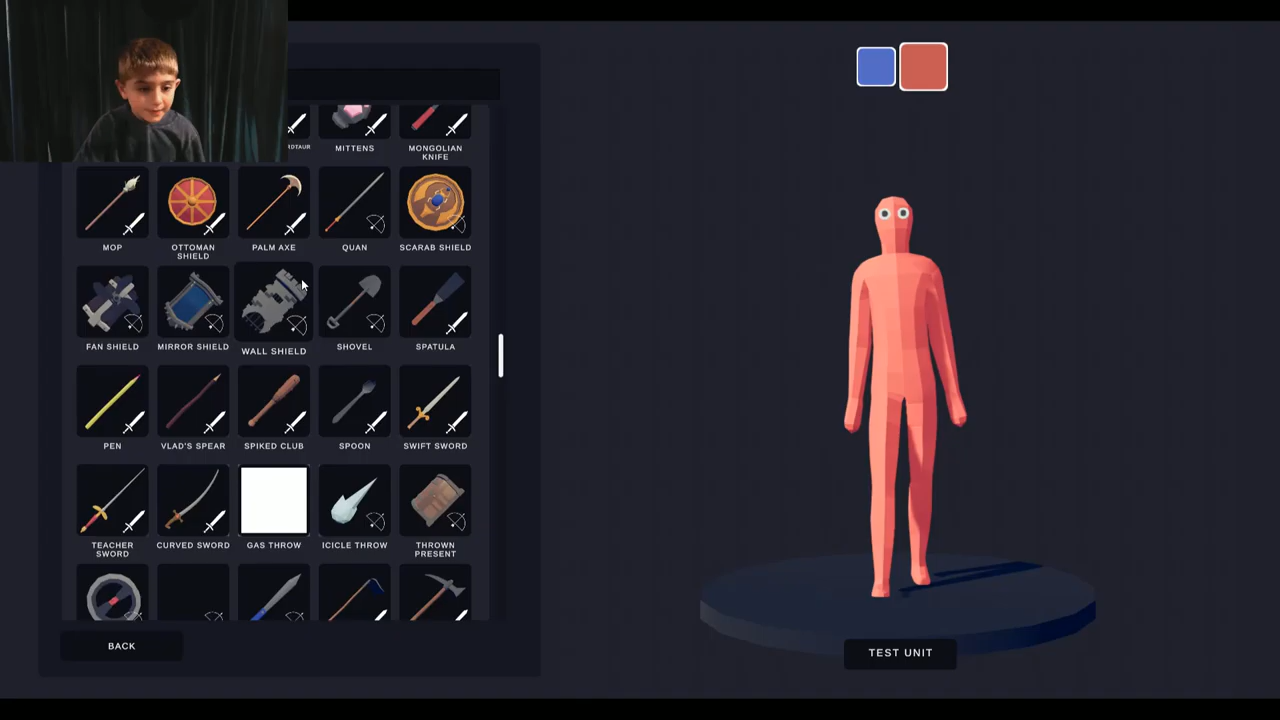 MITTENS
MONGOLIAN
KNIFE
MOP
OTTOMAN
SHIELD
PALM AXE
QUAN
SCARAB SHIELD
FAN SHIELD
MIRROR SHIELD
WALL SHIELD
SHOVEL
SPATULA
PEN
VLAD'S SPEAR
SPIKED CLUB
SPOON
SWIFT SWORD
TEACHER
SWORD
CURVED SWORD
GAS THROW
ICICLE THROW
THROWN
PRESENT
BACK
TEST UNIT